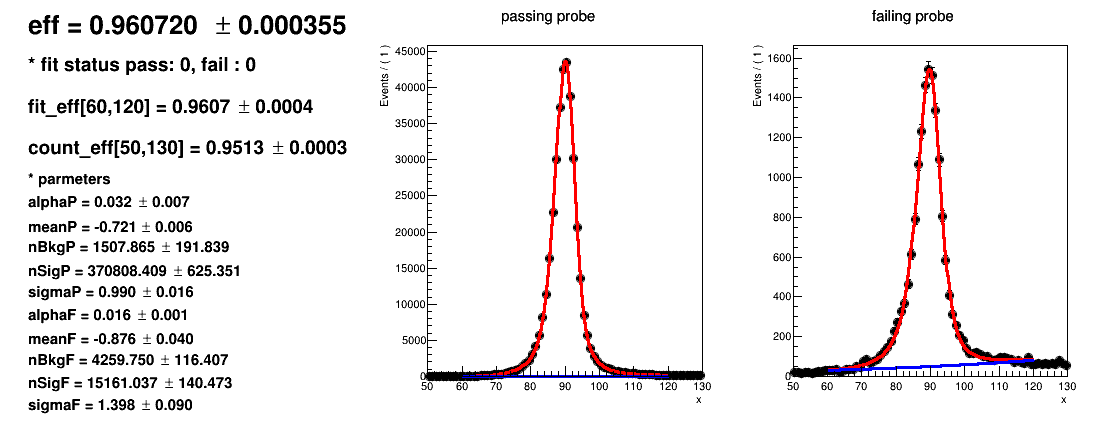 eff = 0.960720 ± 0.000355
* fit status pass: 0, fail : 0
fit_eff[60,120] = 0.9607 ± 0.0004
count_eff[50,130] = 0.9513 ± 0.0003
* parmeters
alphaP = 0.032 ± 0.007
meanP = -0.721 ± 0.006
nBkgP = 1507.865 ± 191.839
nSigP = 370808.409 ± 625.351
sigmaP = 0.990 ± 0.016
alphaF = 0.016 ± 0.001
meanF = -0.876 ± 0.040
nBkgF = 4259.750 ± 116.407
nSigF = 15161.037 ± 140.473
sigmaF = 1.398 ± 0.090
passing probe
Events / ( 1 )
45000
40000
35000
30000
25000
20000
15000
10000
5000
0
50 60 70 80 90 100 110 120 130
x
failing probe
Events / ( 1 )
1600
1400
1200
1000
800
600
400
200
0
50 60 70 80 90 100 110 120 130
x